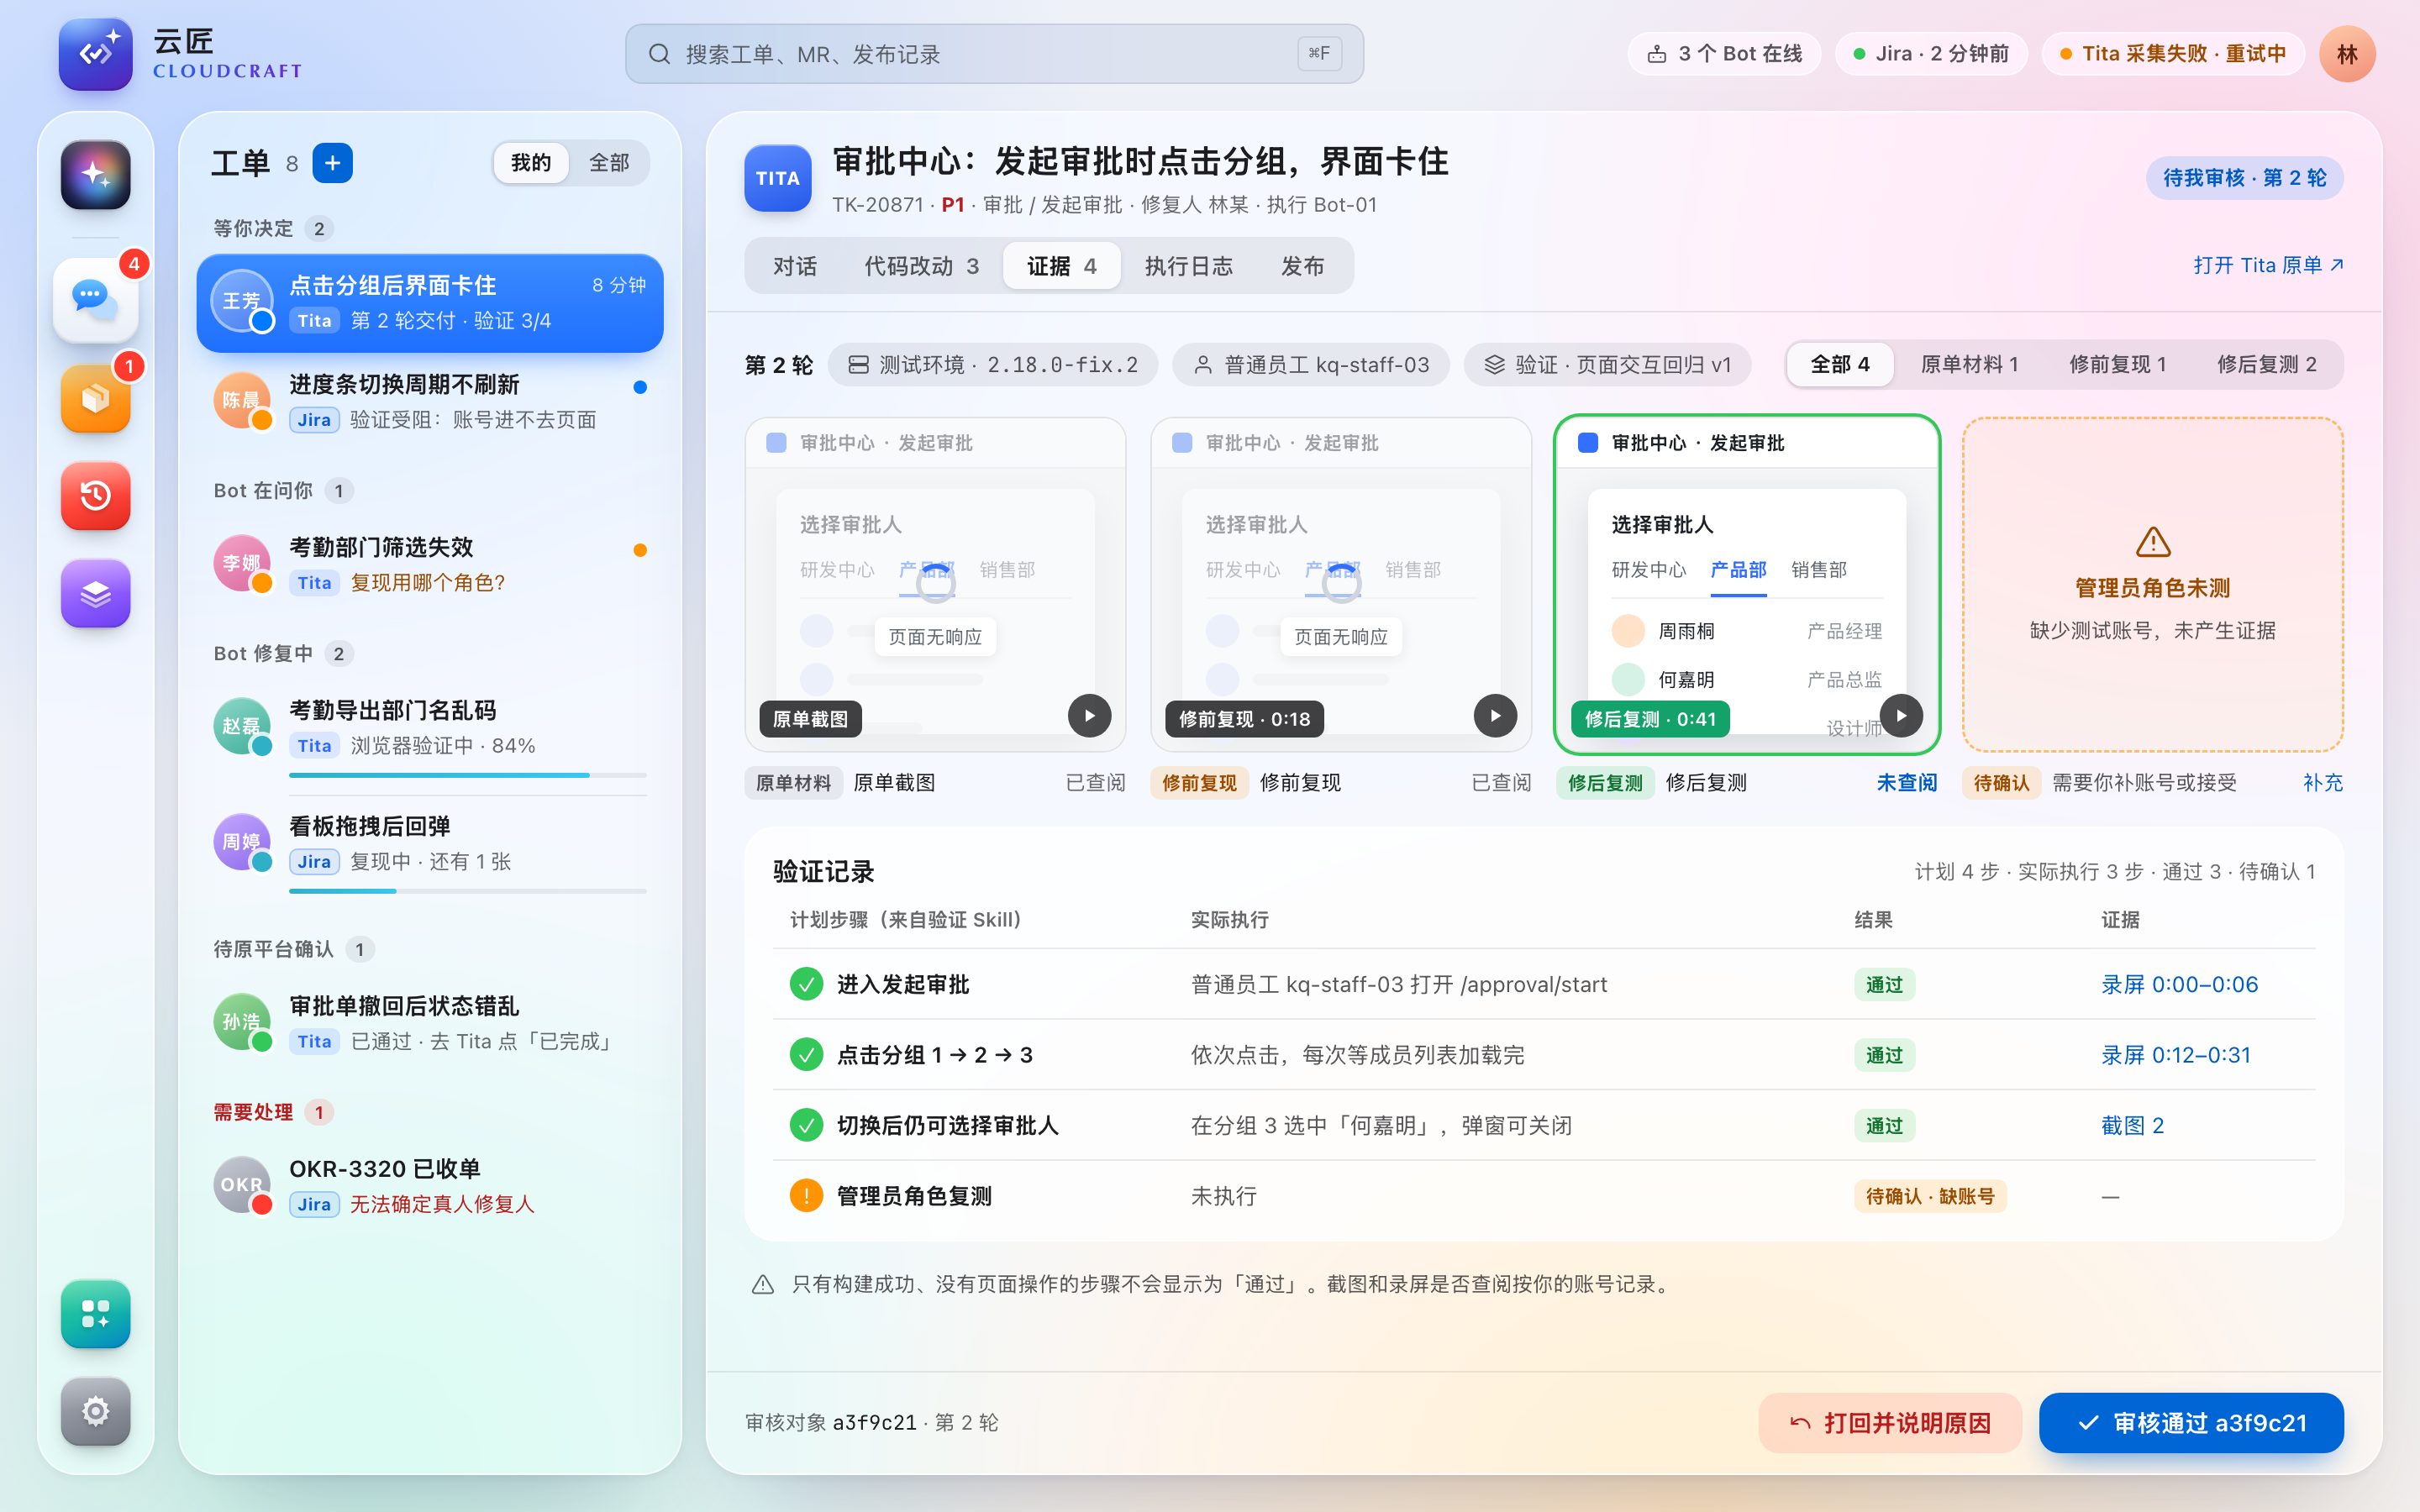 云匠
CLOUDCRAFT
搜索工单、MR、发布记录
⌘F
3 个 Bot 在线
Jira · 2 分钟前
Tita 采集失败 · 重试中
林
4
1
工单 8
我的
全部
等你决定 2
王芳
点击分组后界面卡住
8 分钟
Tita 第 2 轮交付 · 验证 3/4
陈晨
进度条切换周期不刷新
Jira 验证受阻：账号进不去页面
Bot 在问你 1
李娜
考勤部门筛选失效
Tita 复现用哪个角色?
Bot 修复中 2
赵磊
考勤导出部门名乱码
Tita 浏览器验证中 · 84%
周婷
看板拖拽后回弹
Jira 复现中 · 还有 1 张
待原平台确认 1
孙浩
审批单撤回后状态错乱
Tita 已通过 · 去 Tita 点「已完成」
需要处理 1
OKR
OKR-3320 已收单
Jira 无法确定真人修复人
TITA
审批中心：发起审批时点击分组，界面卡住
TK-20871 · P1 · 审批 / 发起审批 · 修复人 林某 · 执行 Bot-01
待我审核 · 第 2 轮
对话
代码改动 3
证据 4
执行日志
发布
打开 Tita 原单 ↗
第 2 轮
测试环境 · 2.18.0-fix.2
普通员工 kq-staff-03
验证 · 页面交互回归 v1
全部 4
原单材料 1
修前复现 1
修后复测 2
审批中心 · 发起审批
选择审批人
研发中心 产品部 销售部
页面无响应
原单截图
原单材料 原单截图 已查阅
审批中心 · 发起审批
选择审批人
研发中心 产品部 销售部
页面无响应
修前复现 · 0:18
修前复现 修前复现 已查阅
审批中心 · 发起审批
选择审批人
研发中心 产品部 销售部
周雨桐 产品经理
何嘉明 产品总监
设计师
修后复测 · 0:41
修后复测 修后复测 未查阅
管理员角色未测
缺少测试账号，未产生证据
待确认 需要你补账号或接受 补充
验证记录
计划 4 步 · 实际执行 3 步 · 通过 3 · 待确认 1
计划步骤（来自验证 Skill） 实际执行 结果 证据
进入发起审批 普通员工 kq-staff-03 打开 /approval/start 通过 录屏 0:00–0:06
点击分组 1 → 2 → 3 依次点击，每次等成员列表加载完 通过 录屏 0:12–0:31
切换后仍可选择审批人 在分组 3 选中「何嘉明」，弹窗可关闭 通过 截图 2
管理员角色复测 未执行 待确认 · 缺账号 —
只有构建成功、没有页面操作的步骤不会显示为「通过」。截图和录屏是否查阅按你的账号记录。
审核对象 a3f9c21 · 第 2 轮
打回并说明原因
审核通过 a3f9c21